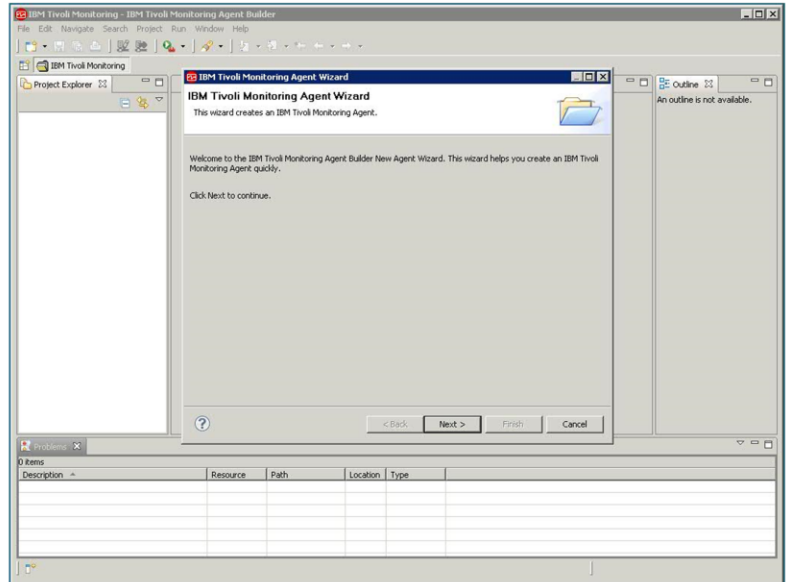 IBM Tivoli Monitoring - IBM Tivoli Monitoring Agent Builder
File Edit Navigate Search Project Run Window Help
IBM Tivoli Monitoring
Project Explorer
IBM Tivoli Monitoring Agent Wizard
IBM Tivoli Monitoring Agent Wizard
This wizard creates an IBM Tivoli Monitoring Agent.
Welcome to the IBM Tivoli Monitoring Agent Builder New Agent Wizard. This wizard helps you create an IBM Tivoli
Monitoring Agent quickly.
Click Next to continue.
< Back Next > Finish Cancel
Outline
An outline is not available.
Problems
0 items
Description Resource Path Location Type